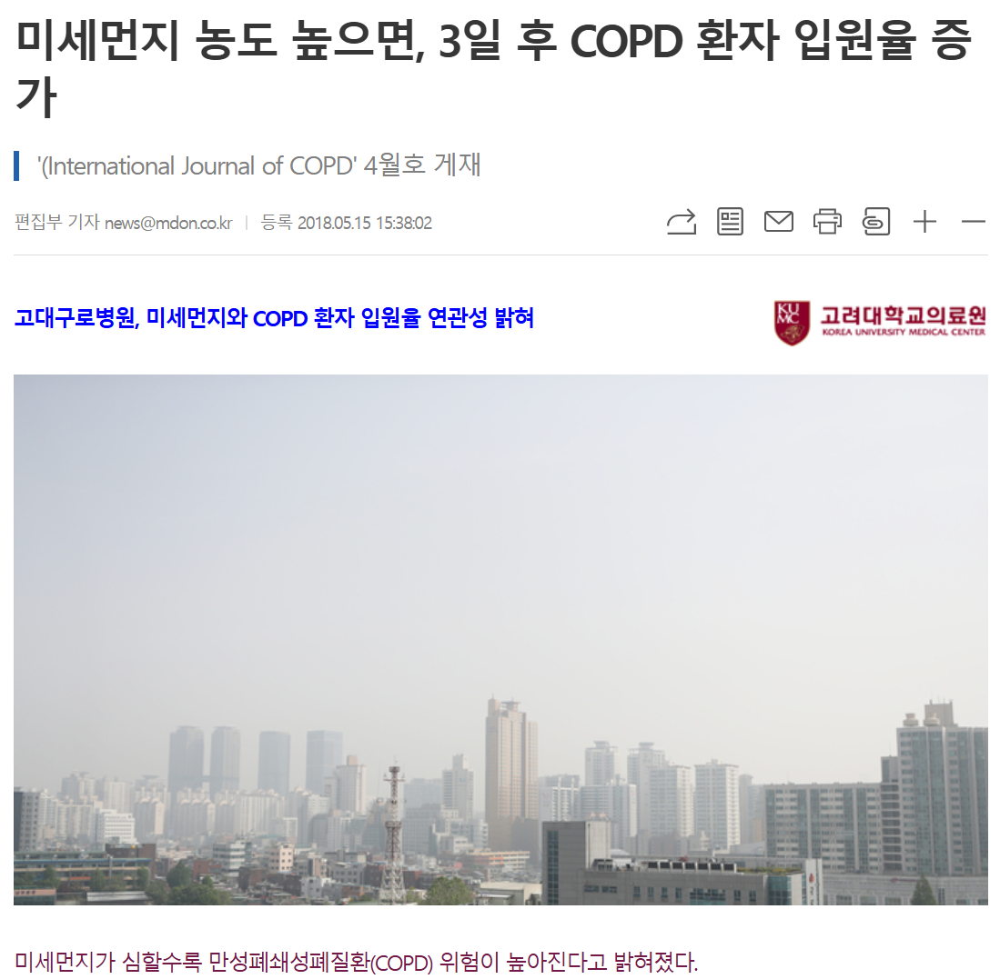 미세먼지 농도 높으면, 3일 후 COPD 환자 입원율 증
가
'(International Journal of COPD' 4월호 게재
편집부 기자 news@mdon.co.kr | 등록 2018.05.15 15:38:02
고대구로병원, 미세먼지와 COPD 환자 입원율 연관성 밝혀
KU
MC
고려대학교의료원
KOREA UNIVERSITY MEDICAL CENTER
미세먼지가 심할수록 만성폐쇄성폐질환(COPD) 위험이 높아진다고 밝혀졌다.